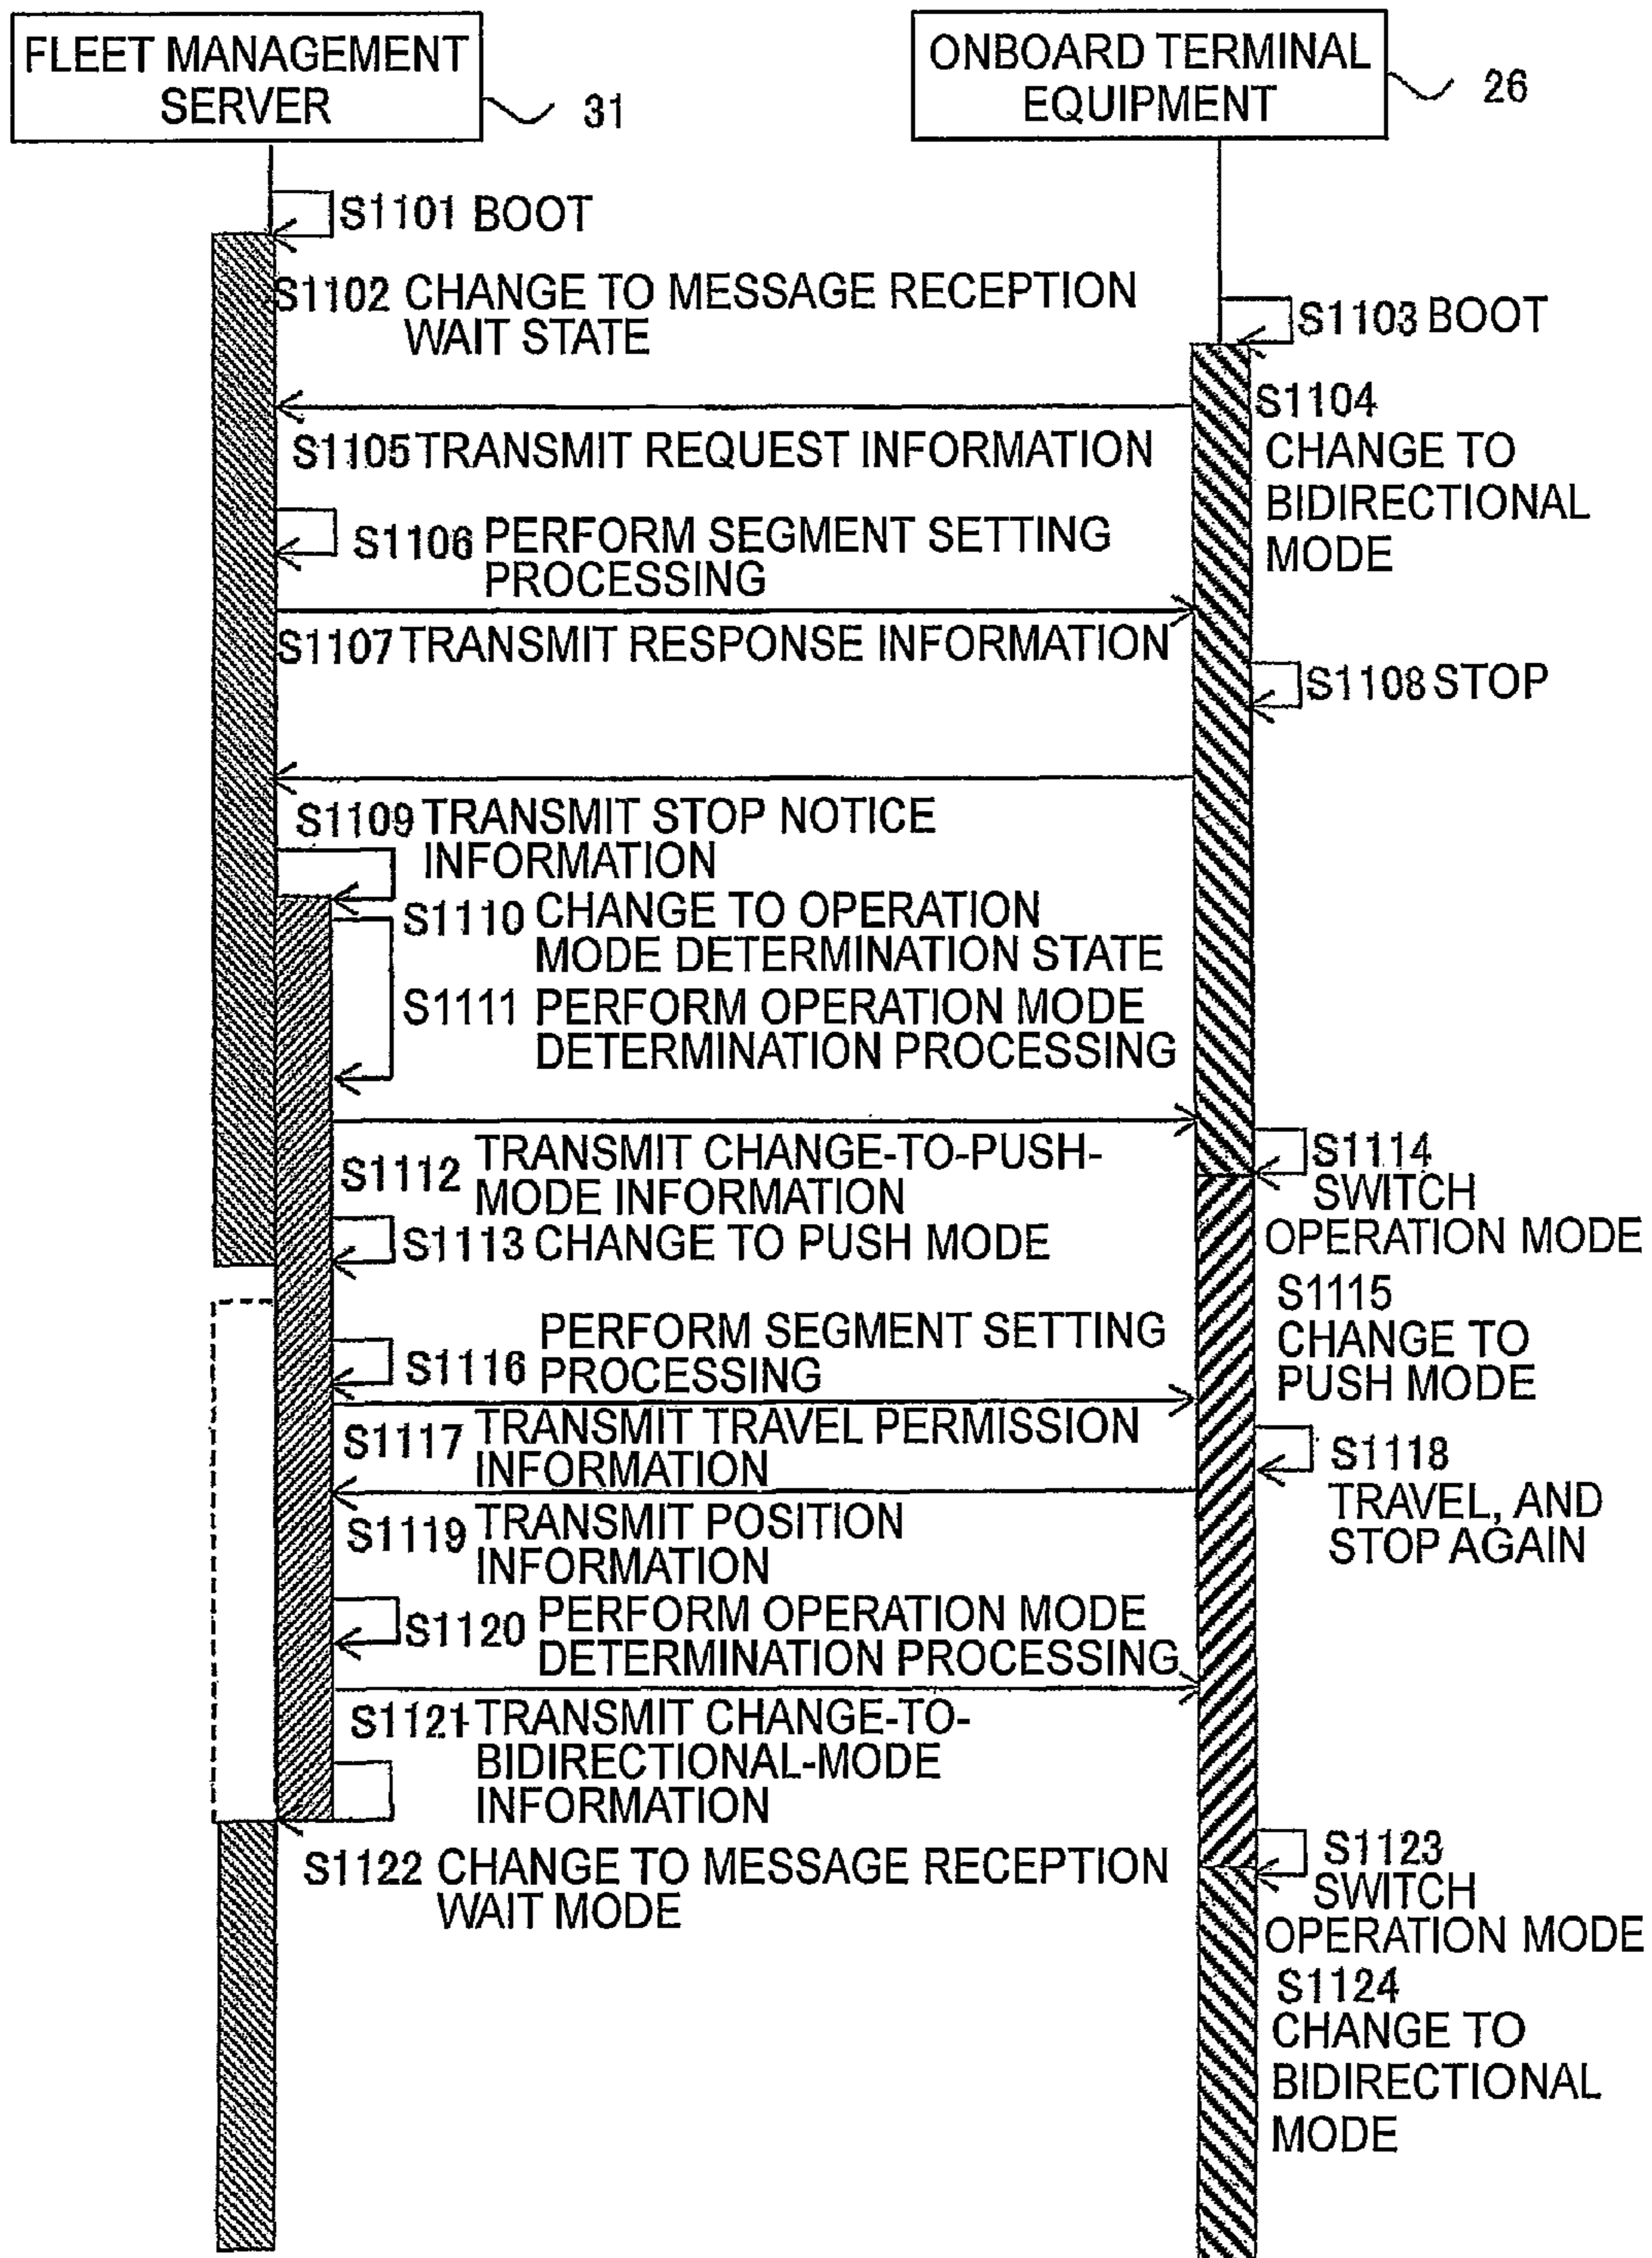 FLEET MANAGEMENT
SERVER
31
ONBOARD TERMINAL
EQUIPMENT
26
S1101 BOOT
S1102 CHANGE TO MESSAGE RECEPTION
WAIT STATE
S1103 BOOT
S1104
CHANGE TO
BIDIRECTIONAL
MODE
S1105 TRANSMIT REQUEST INFORMATION
S1106 PERFORM SEGMENT SETTING
PROCESSING
S1107 TRANSMIT RESPONSE INFORMATION
S1108 STOP
S1109 TRANSMIT STOP NOTICE
INFORMATION
S1110 CHANGE TO OPERATION
MODE DETERMINATION STATE
S1111 PERFORM OPERATION MODE
DETERMINATION PROCESSING
S1112 TRANSMIT CHANGE-TO-PUSH-
MODE INFORMATION
S1113 CHANGE TO PUSH MODE
S1114
SWITCH
OPERATION MODE
S1115
CHANGE TO
PUSH MODE
S1116 PERFORM SEGMENT SETTING
PROCESSING
S1117 TRANSMIT TRAVEL PERMISSION
INFORMATION
S1118
TRAVEL, AND
STOP AGAIN
S1119 TRANSMIT POSITION
INFORMATION
S1120 PERFORM OPERATION MODE
DETERMINATION PROCESSING
S1121 TRANSMIT CHANGE-TO-
BIDIRECTIONAL-MODE
INFORMATION
S1122 CHANGE TO MESSAGE RECEPTION
WAIT MODE
S1123
SWITCH
OPERATION MODE
S1124
CHANGE TO
BIDIRECTIONAL
MODE